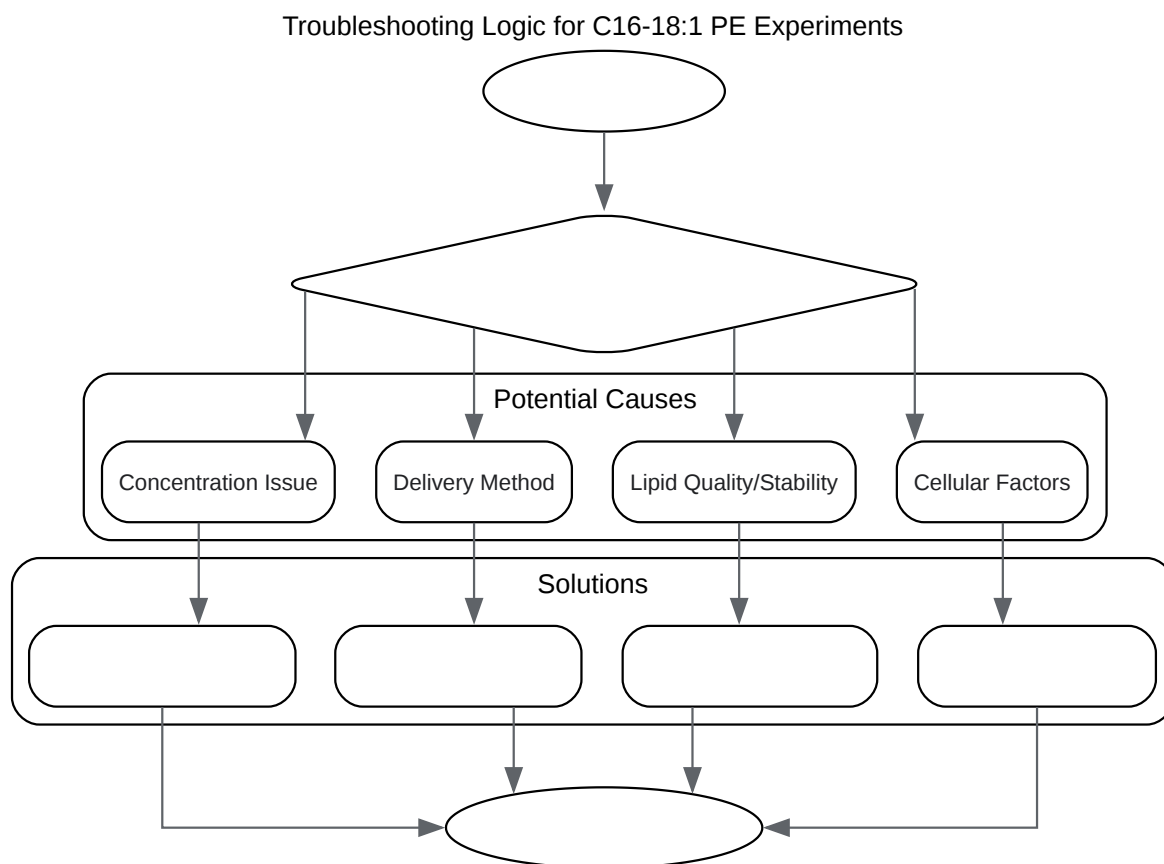 Troubleshooting Logic for C16-18:1 PE Experiments
Potential Causes
Concentration Issue
Delivery Method
Lipid Quality/Stability
Cellular Factors
Solutions